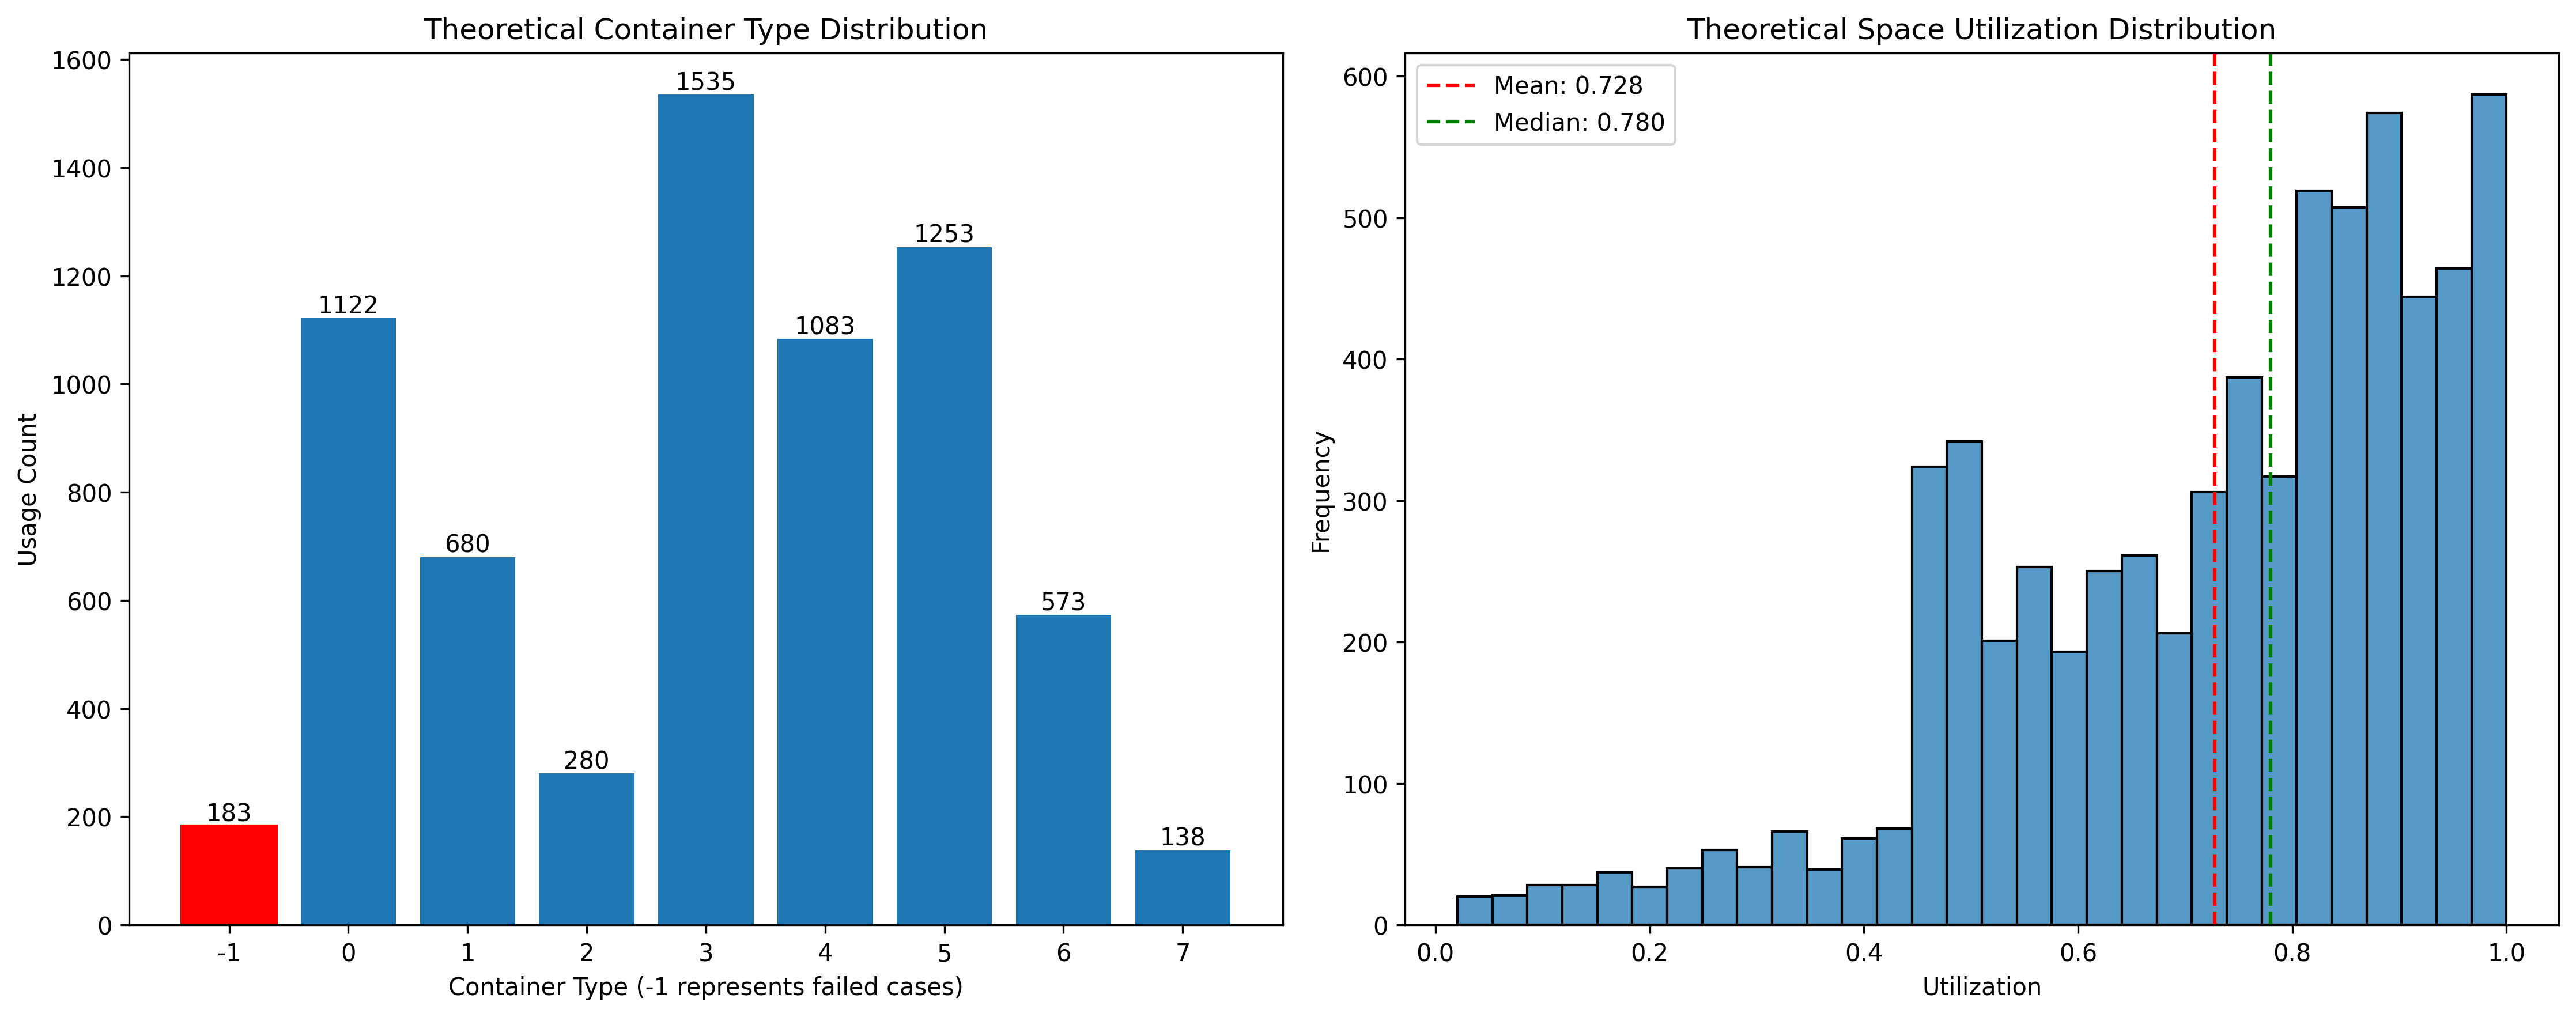 Theoretical Container Type Distribution
1600
1400
1200
1000
800
600
400
200
0
Usage Count
183
1122
680
280
1535
1083
1253
573
138
-1 0 1 2 3 4 5 6 7
Container Type (-1 represents failed cases)
Theoretical Space Utilization Distribution
Mean: 0.728
Median: 0.780
600
500
400
300
200
100
0
Frequency
0.0 0.2 0.4 0.6 0.8 1.0
Utilization